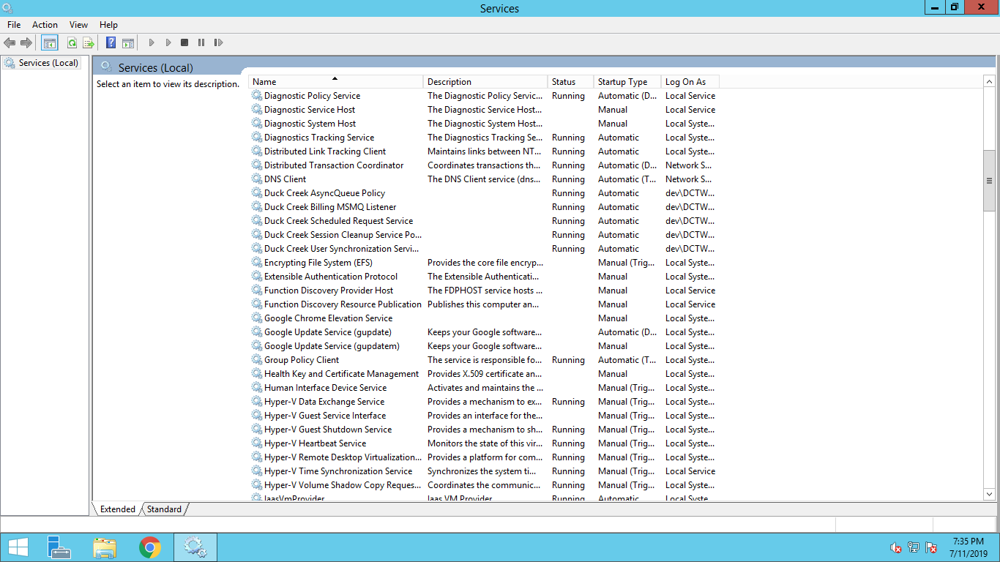 Services
File Action View Help
Services (Local)
Services (Local)
Select an item to view its description.
Name Description Status Startup Type Log On As
Diagnostic Policy Service The Diagnostic Policy Servic... Running Automatic (D... Local Service
Diagnostic Service Host The Diagnostic Service Host... Manual Local Service
Diagnostic System Host The Diagnostic System Host... Manual Local Syste...
Diagnostics Tracking Service The Diagnostics Tracking Se... Running Automatic Local Syste...
Distributed Link Tracking Client Maintains links between NT... Running Automatic Local Syste...
Distributed Transaction Coordinator Coordinates transactions th... Running Automatic (D... Network S...
DNS Client The DNS Client service (dns... Running Automatic (T... Network S...
Duck Creek AsyncQueue Policy Running Automatic dev\DCTW...
Duck Creek Billing MSMQ Listener Running Automatic dev\DCTW...
Duck Creek Scheduled Request Service Running Automatic dev\DCTW...
Duck Creek Session Cleanup Service Po... Running Automatic dev\DCTW...
Duck Creek User Synchronization Servi... Running Automatic dev\DCTW...
Encrypting File System (EFS) Provides the core file encryp... Manual (Trig... Local Syste...
Extensible Authentication Protocol The Extensible Authenticati... Manual Local Syste...
Function Discovery Provider Host The FDPHOST service hosts ... Manual Local Service
Function Discovery Resource Publication Publishes this computer an... Manual Local Service
Google Chrome Elevation Service Manual Local Syste...
Google Update Service (gupdate) Keeps your Google software... Automatic (D... Local Syste...
Google Update Service (gupdatem) Keeps your Google software... Manual Local Syste...
Group Policy Client The service is responsible fo... Running Automatic (T... Local Syste...
Health Key and Certificate Management Provides X.509 certificate an... Manual Local Syste...
Human Interface Device Service Activates and maintains the ... Manual (Trig... Local Syste...
Hyper-V Data Exchange Service Provides a mechanism to ex... Running Manual (Trig... Local Syste...
Hyper-V Guest Service Interface Provides an interface for the... Manual (Trig... Local Syste...
Hyper-V Guest Shutdown Service Provides a mechanism to sh... Running Manual (Trig... Local Syste...
Hyper-V Heartbeat Service Monitors the state of this vir... Running Manual (Trig... Local Syste...
Hyper-V Remote Desktop Virtualization... Provides a platform for com... Running Manual (Trig... Local Syste...
Hyper-V Time Synchronization Service Synchronizes the system ti... Running Manual (Trig... Local Service
Hyper-V Volume Shadow Copy Reques... Coordinates the communic... Running Manual (Trig... Local Syste...
IaasVmProvider Iaas VM Provider Running Automatic Local Syste...
Extended Standard
7:35 PM
7/11/2019